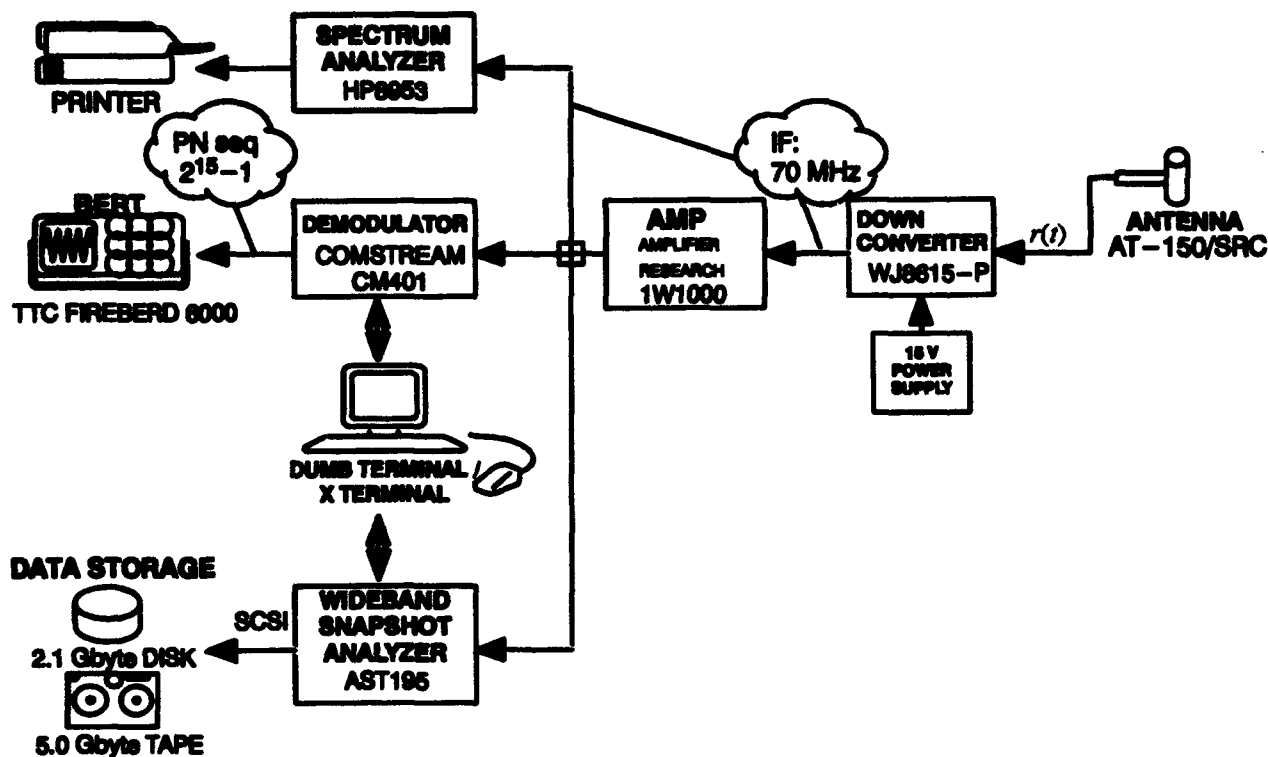 SPECTRUM
ANALYZER
HP8953
PRINTER
PN seq
2¹⁵−1
IF:
70 MHz
BERT
TTC FIREBERD 6000
DEMODULATOR
COMSTREAM
CM401
AMP
AMPLIFIER
RESEARCH
1W1000
DOWN
CONVERTER
WJ8615−P
r(t)
ANTENNA
AT−150/SRC
15 V
POWER
SUPPLY
DUMB TERMINAL
X TERMINAL
DATA STORAGE
SCSI
2.1 Gbyte DISK
5.0 Gbyte TAPE
WIDEBAND
SNAPSHOT
ANALYZER
AST195